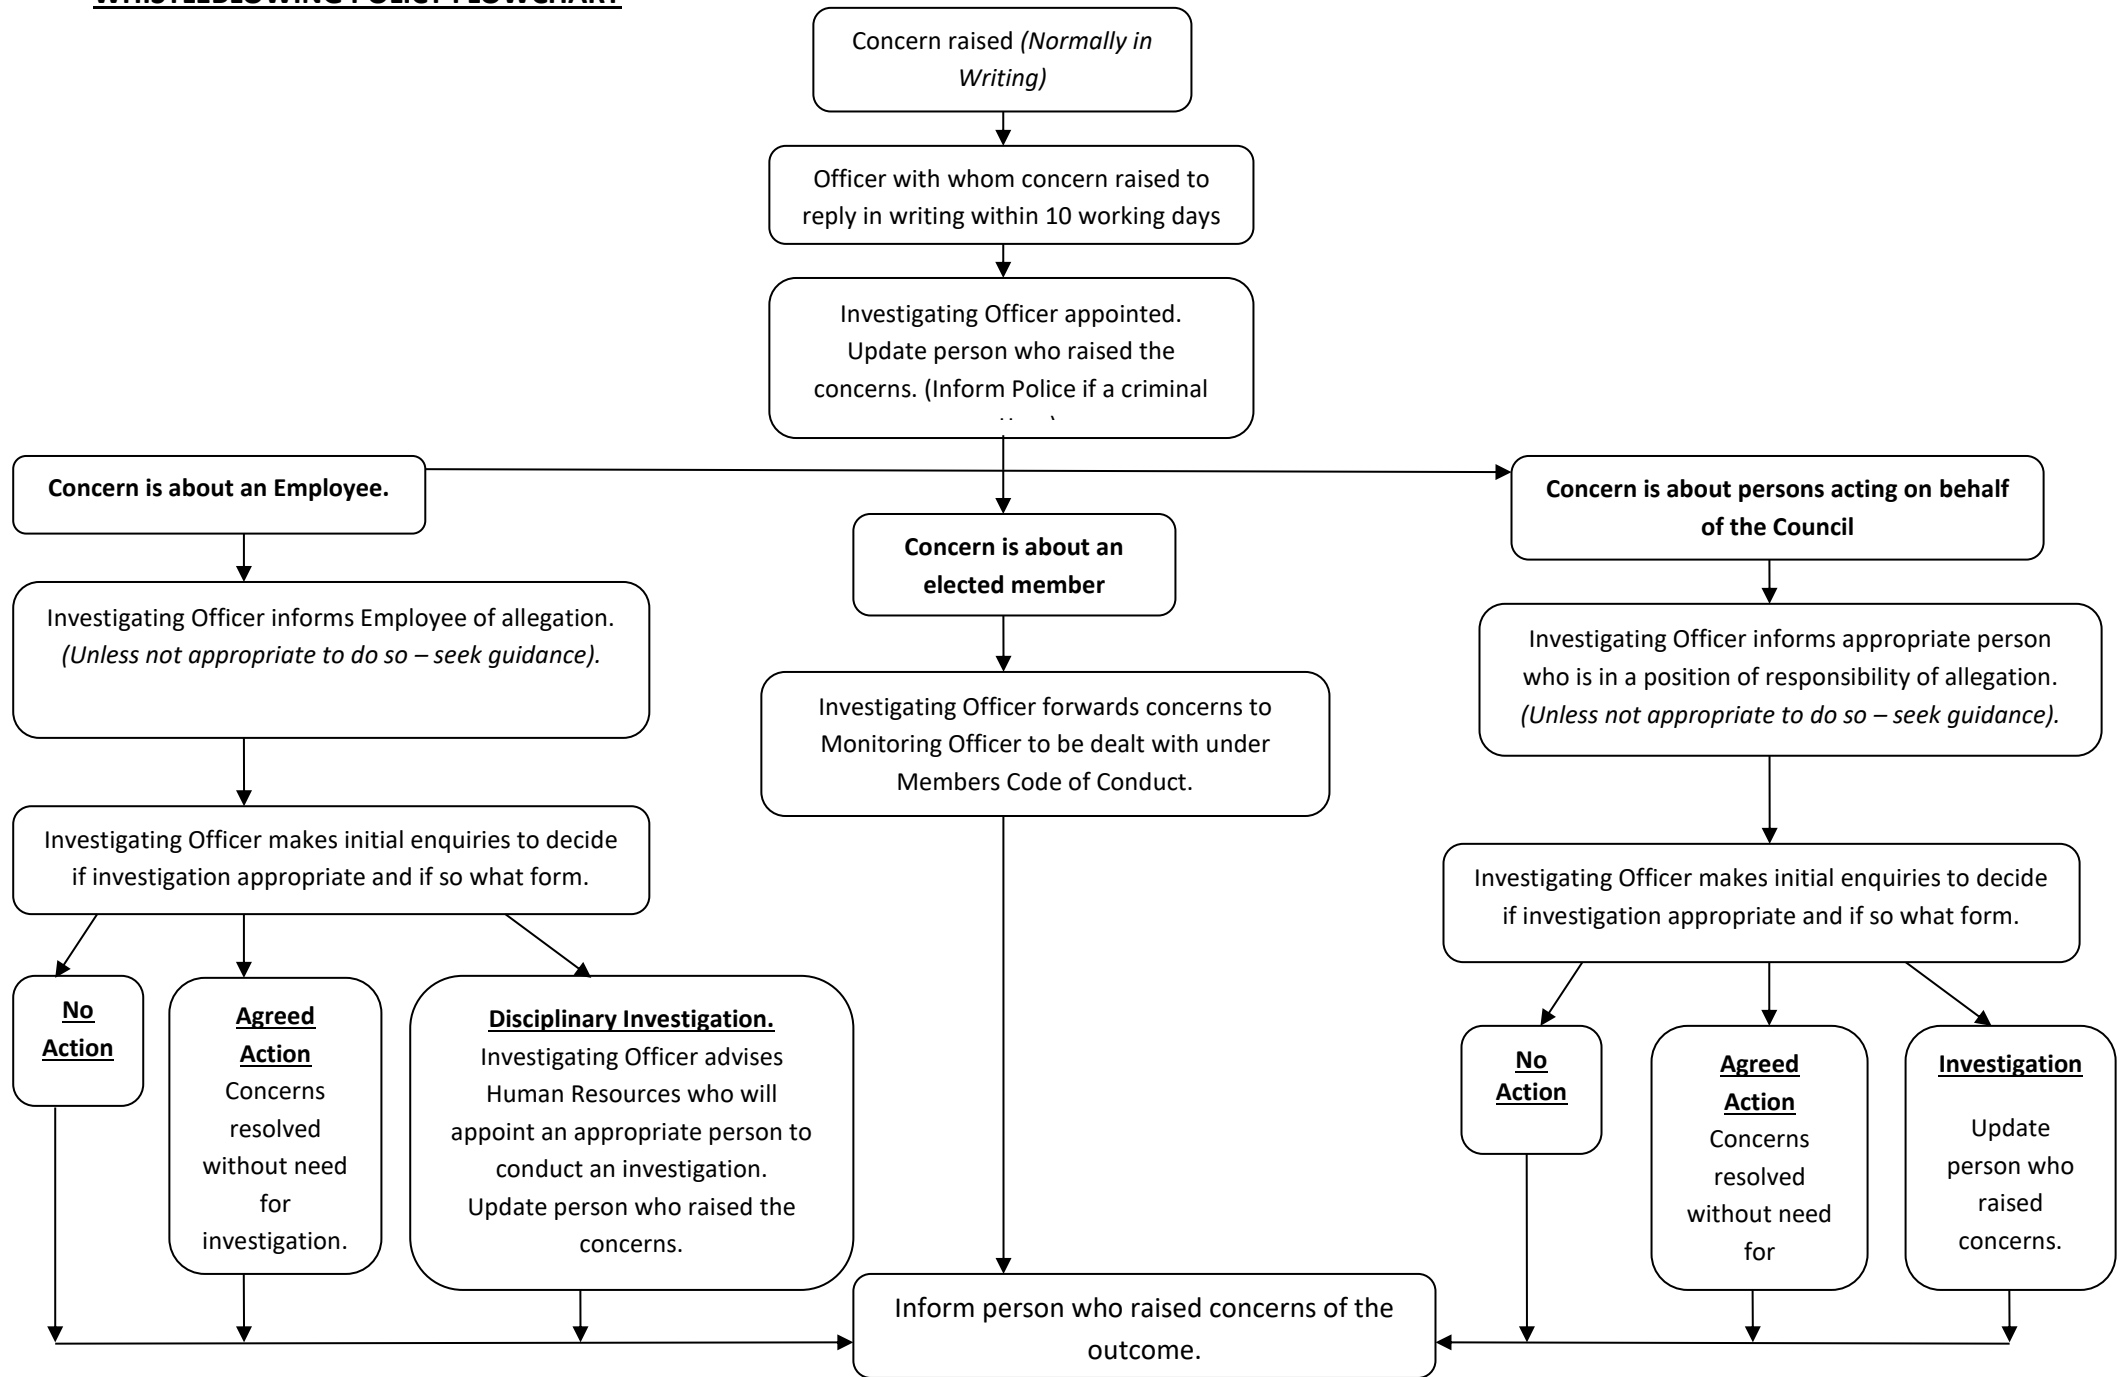 WHISTLEBLOWING POLICY FLOWCHART
Concern raised (Normally in
Writing)
Officer with whom concern raised to
reply in writing within 10 working days
Investigating Officer appointed.
Update person who raised the
concerns. (Inform Police if a criminal
Concern is about an Employee.
Investigating Officer informs Employee of allegation.
(Unless not appropriate to do so – seek guidance).
Investigating Officer makes initial enquiries to decide
if investigation appropriate and if so what form.
No
Action
Agreed
Action
Concerns
resolved
without need
for
investigation.
Disciplinary Investigation.
Investigating Officer advises
Human Resources who will
appoint an appropriate person to
conduct an investigation.
Update person who raised the
concerns.
Concern is about an
elected member
Investigating Officer forwards concerns to
Monitoring Officer to be dealt with under
Members Code of Conduct.
Concern is about persons acting on behalf
of the Council
Investigating Officer informs appropriate person
who is in a position of responsibility of allegation.
(Unless not appropriate to do so – seek guidance).
Investigating Officer makes initial enquiries to decide
if investigation appropriate and if so what form.
No
Action
Agreed
Action
Concerns
resolved
without need
for
Investigation
Update
person who
raised
concerns.
Inform person who raised concerns of the
outcome.